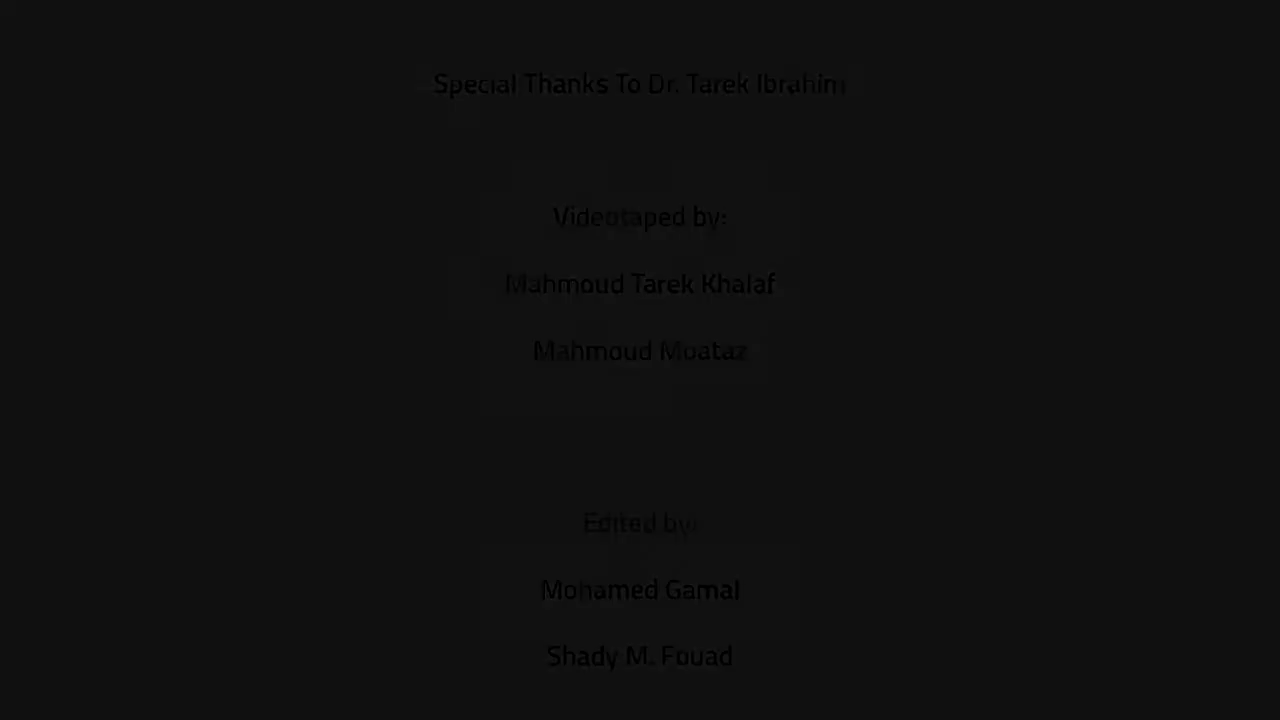 Special Thanks To Dr. Tarek Ibrahim
Videotaped by:
Mahmoud Tarek Khalaf
Mahmoud Moataz
Edited by:
Mohamed Gamal
Shady M. Fouad